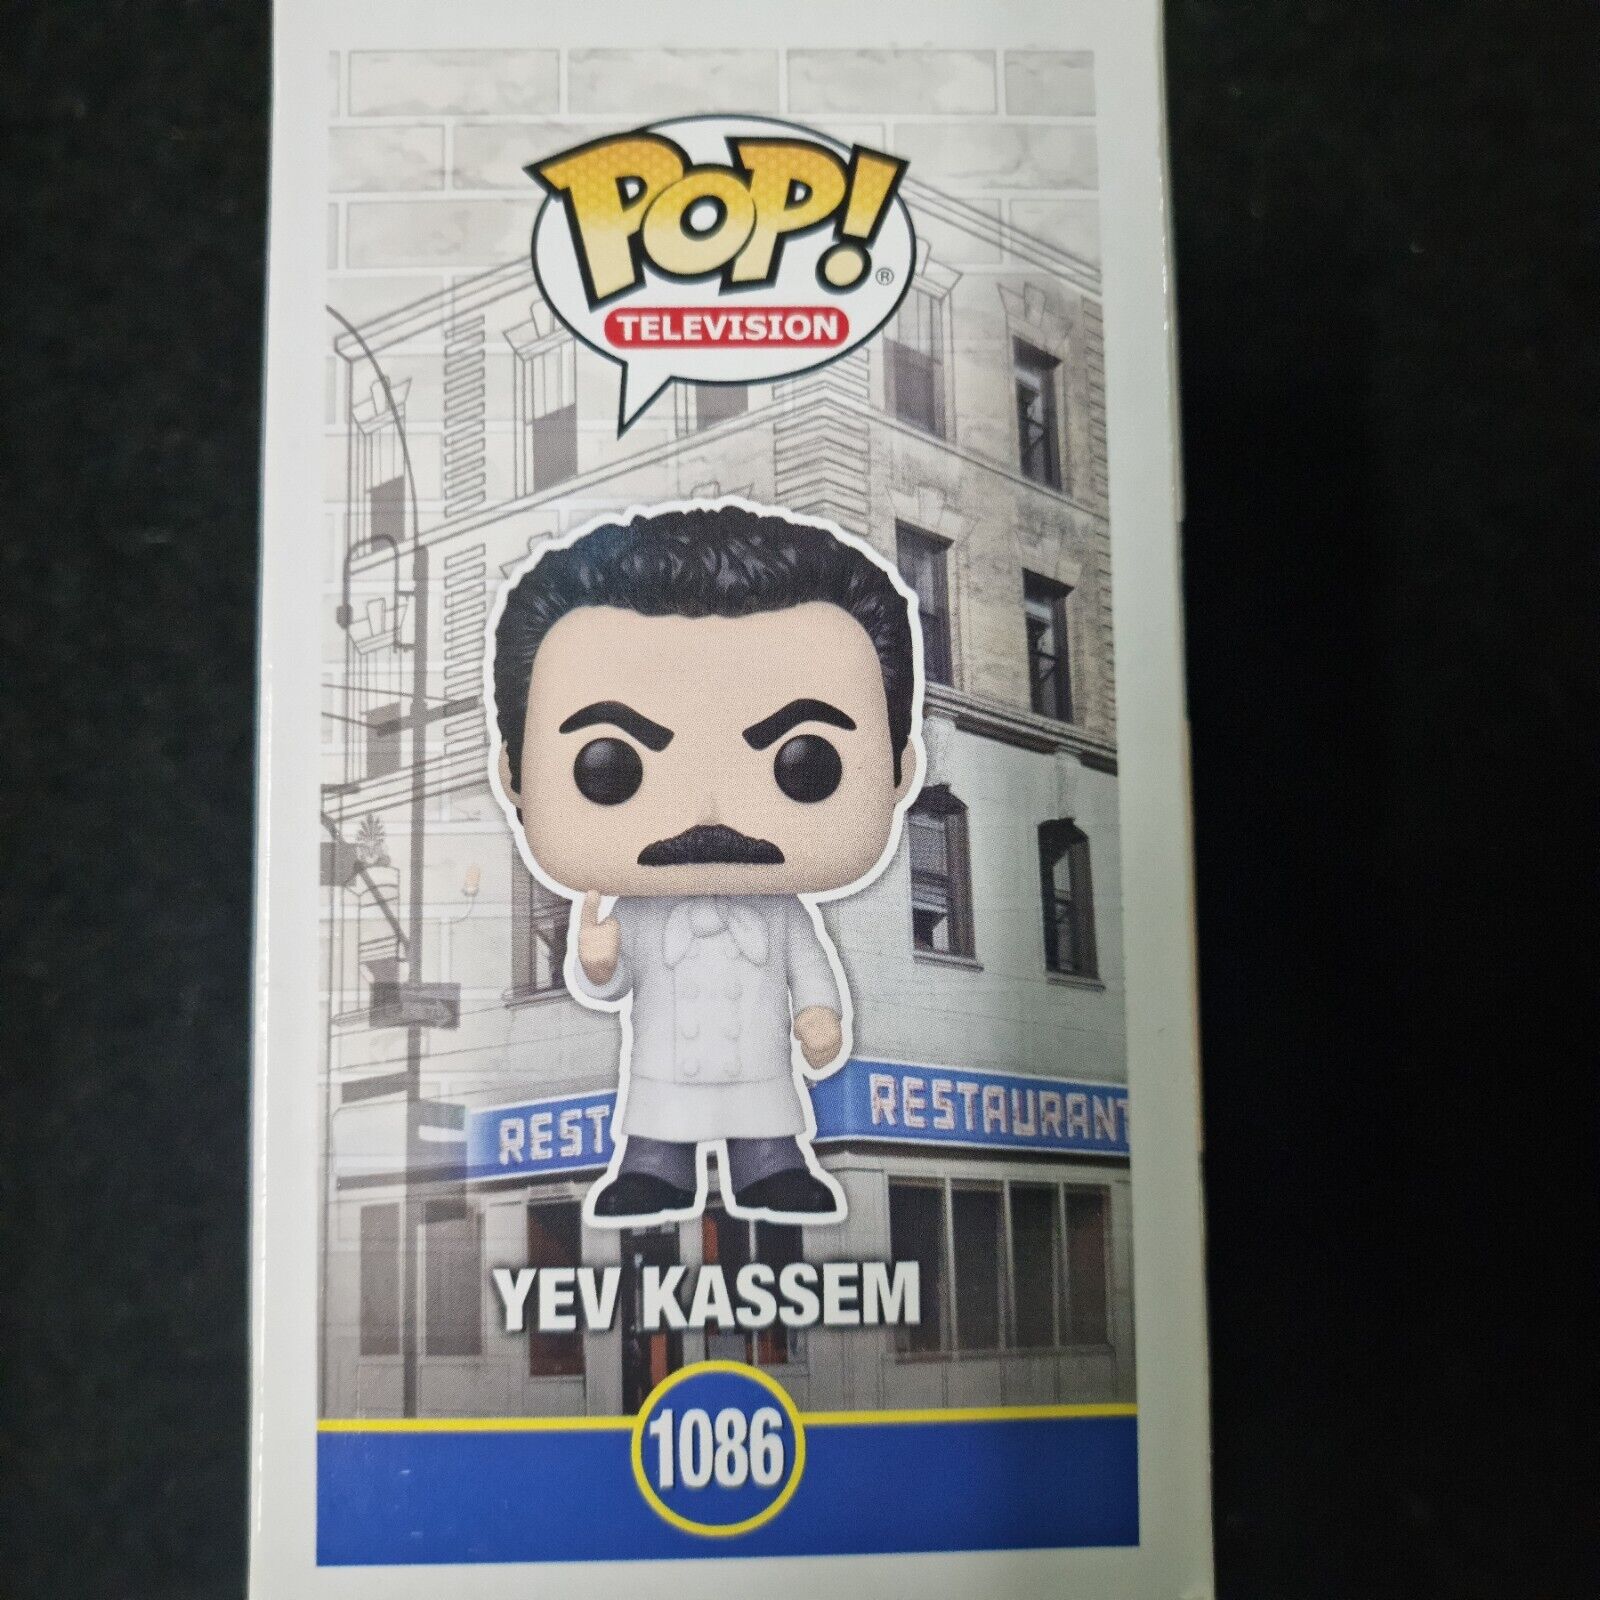 POP!®
TELEVISION
REST
RESTAURANT
YEV KASSEM
1086